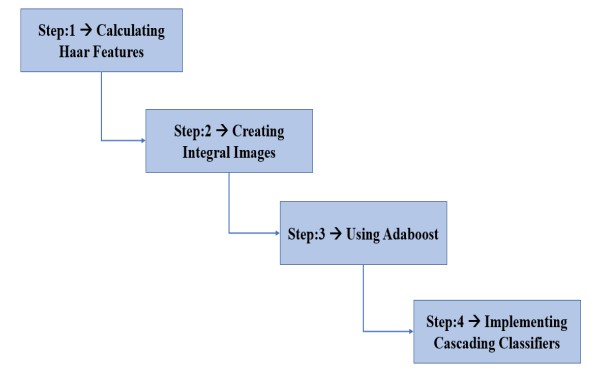 Step:1 → Calculating
Haar Features
Step:2 → Creating
Integral Images
Step:3 → Using Adaboost
Step:4 → Implementing
Cascading Classifiers